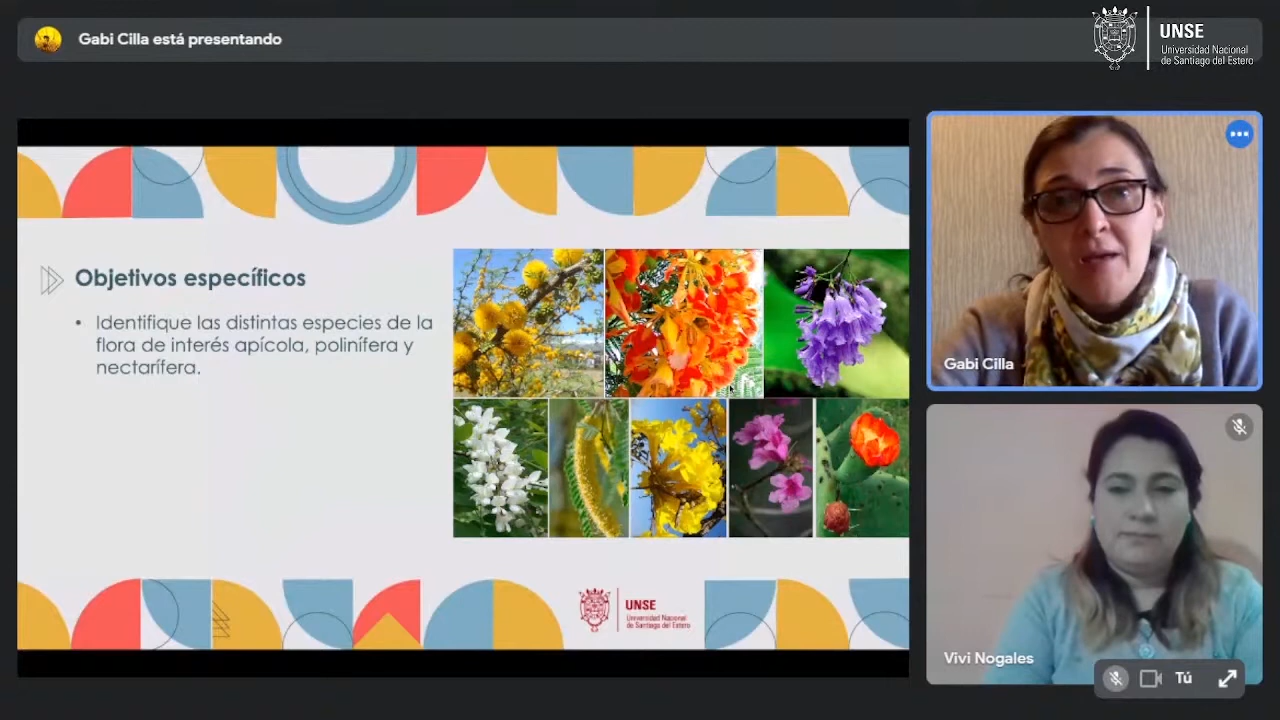 Gabi Cilla está presentando
UNSE
Universidad Nacional
de Santiago del Estero
Objetivos específicos
• Identifique las distintas especies de la
flora de interés apícola, polinífera y
nectarífera.
UNSE
Universidad Nacional
de Santiago del Estero
Gabi Cilla
Vivi Nogales
Tú